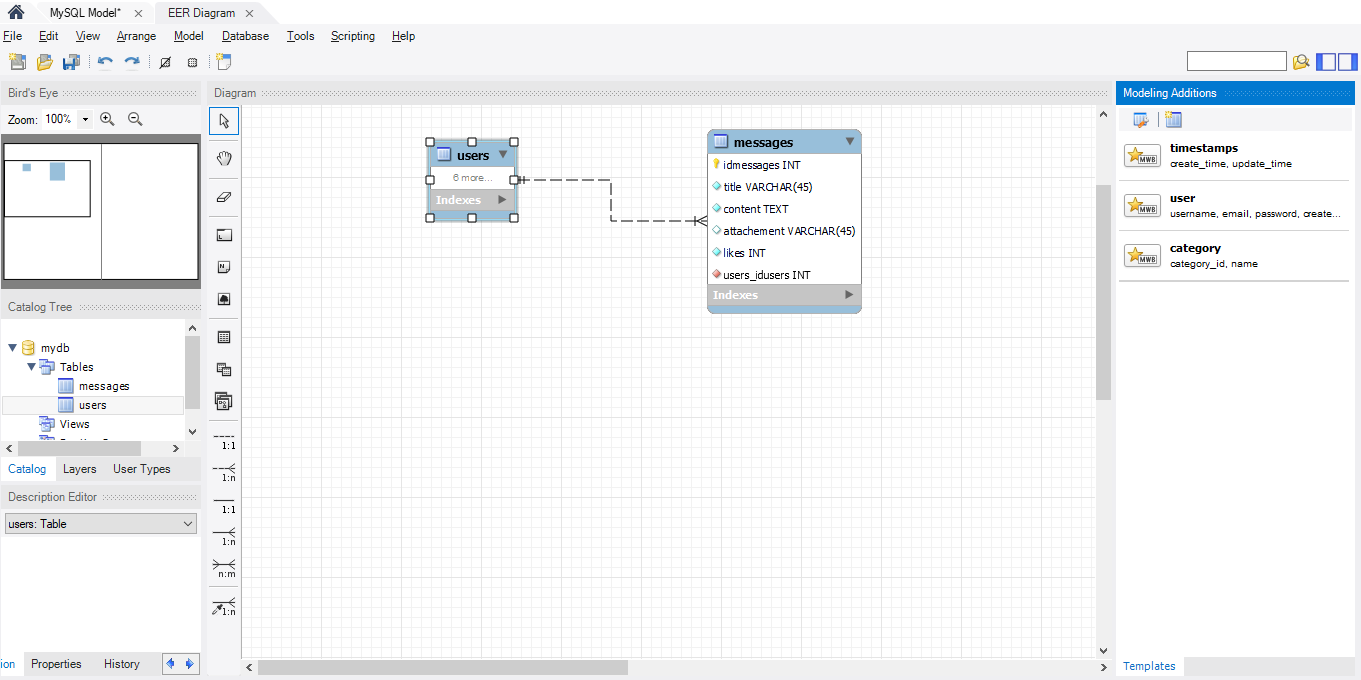 MySQL Model* ×
EER Diagram ×
File Edit View Arrange Model Database Tools Scripting Help
Bird's Eye
Zoom: 100%
Catalog Tree
mydb
Tables
messages
users
Views
Catalog Layers User Types
Description Editor
users: Table
ion Properties History
Diagram
1:1
1:n
1:1
1:n
n:m
1:n
users
6 more...
Indexes
messages
idmessages INT
title VARCHAR(45)
content TEXT
attachement VARCHAR(45)
likes INT
users_idusers INT
Indexes
Modeling Additions
MWB
timestamps
create_time, update_time
MWB
user
username, email, password, create...
MWB
category
category_id, name
Templates